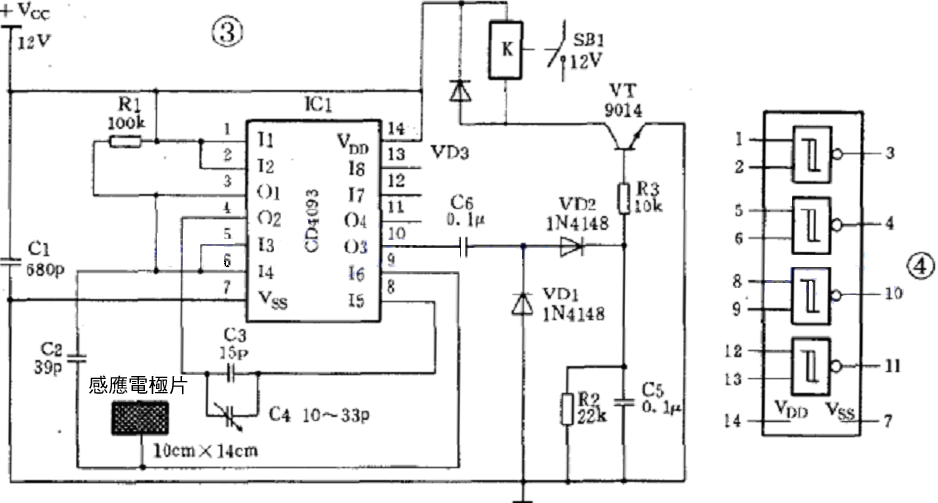 + VCC
12V
③
R1
100k
IC1
1
2
3
4
5
6
7
I1
I2
O1
O2
I3
I4
VSS
CD4093
VDD
I8
I7
O4
O3
I6
I5
14
13
12
11
10
9
8
VD3
K
SB1
12V
VT
9014
R3
10k
C6
0.1μ
VD2
1N4148
VD1
1N4148
C1
680p
C2
39p
C3
15p
C4 10～33p
感應電極片
10cm×14cm
R2
22k
C5
0.1μ
1
2
3
5
6
4
8
9
10
12
13
11
14 VDD VSS 7
④